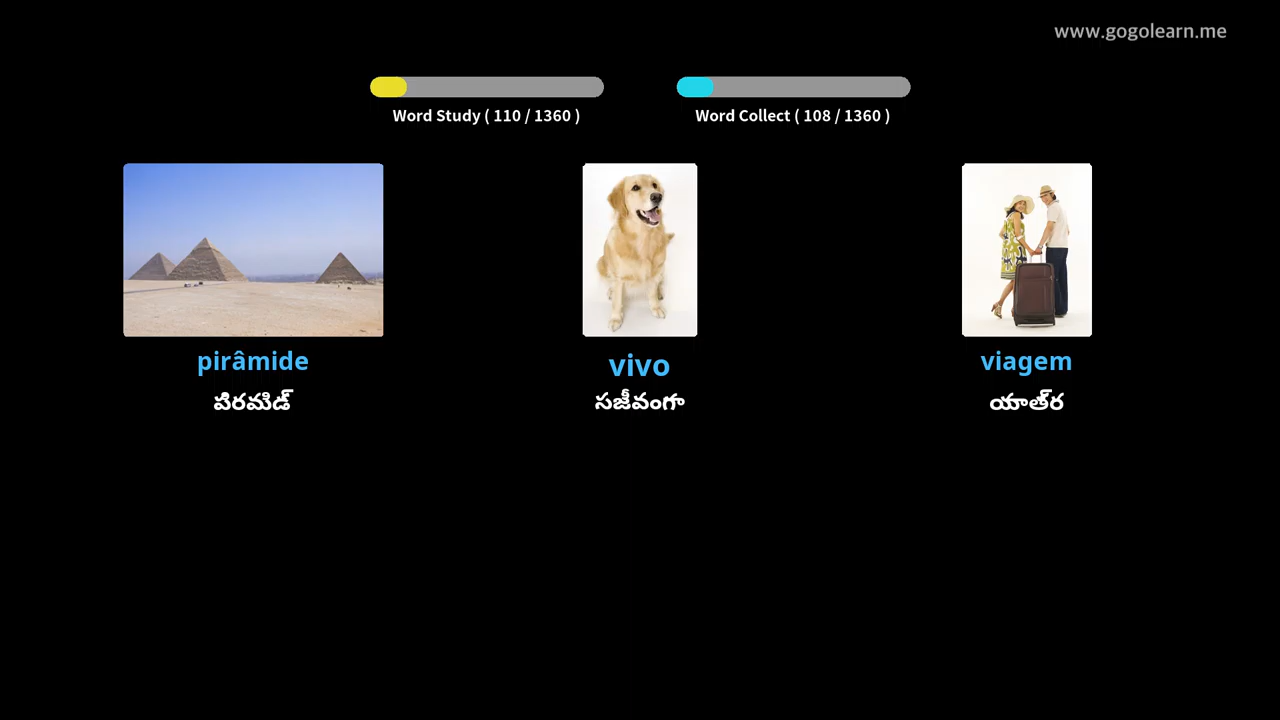 www.gogolearn.me
Word Study ( 110 / 1360 )
Word Collect ( 108 / 1360 )
pirâmide
పిరమిడ్
vivo
సజీవంగా
viagem
యాత్ర